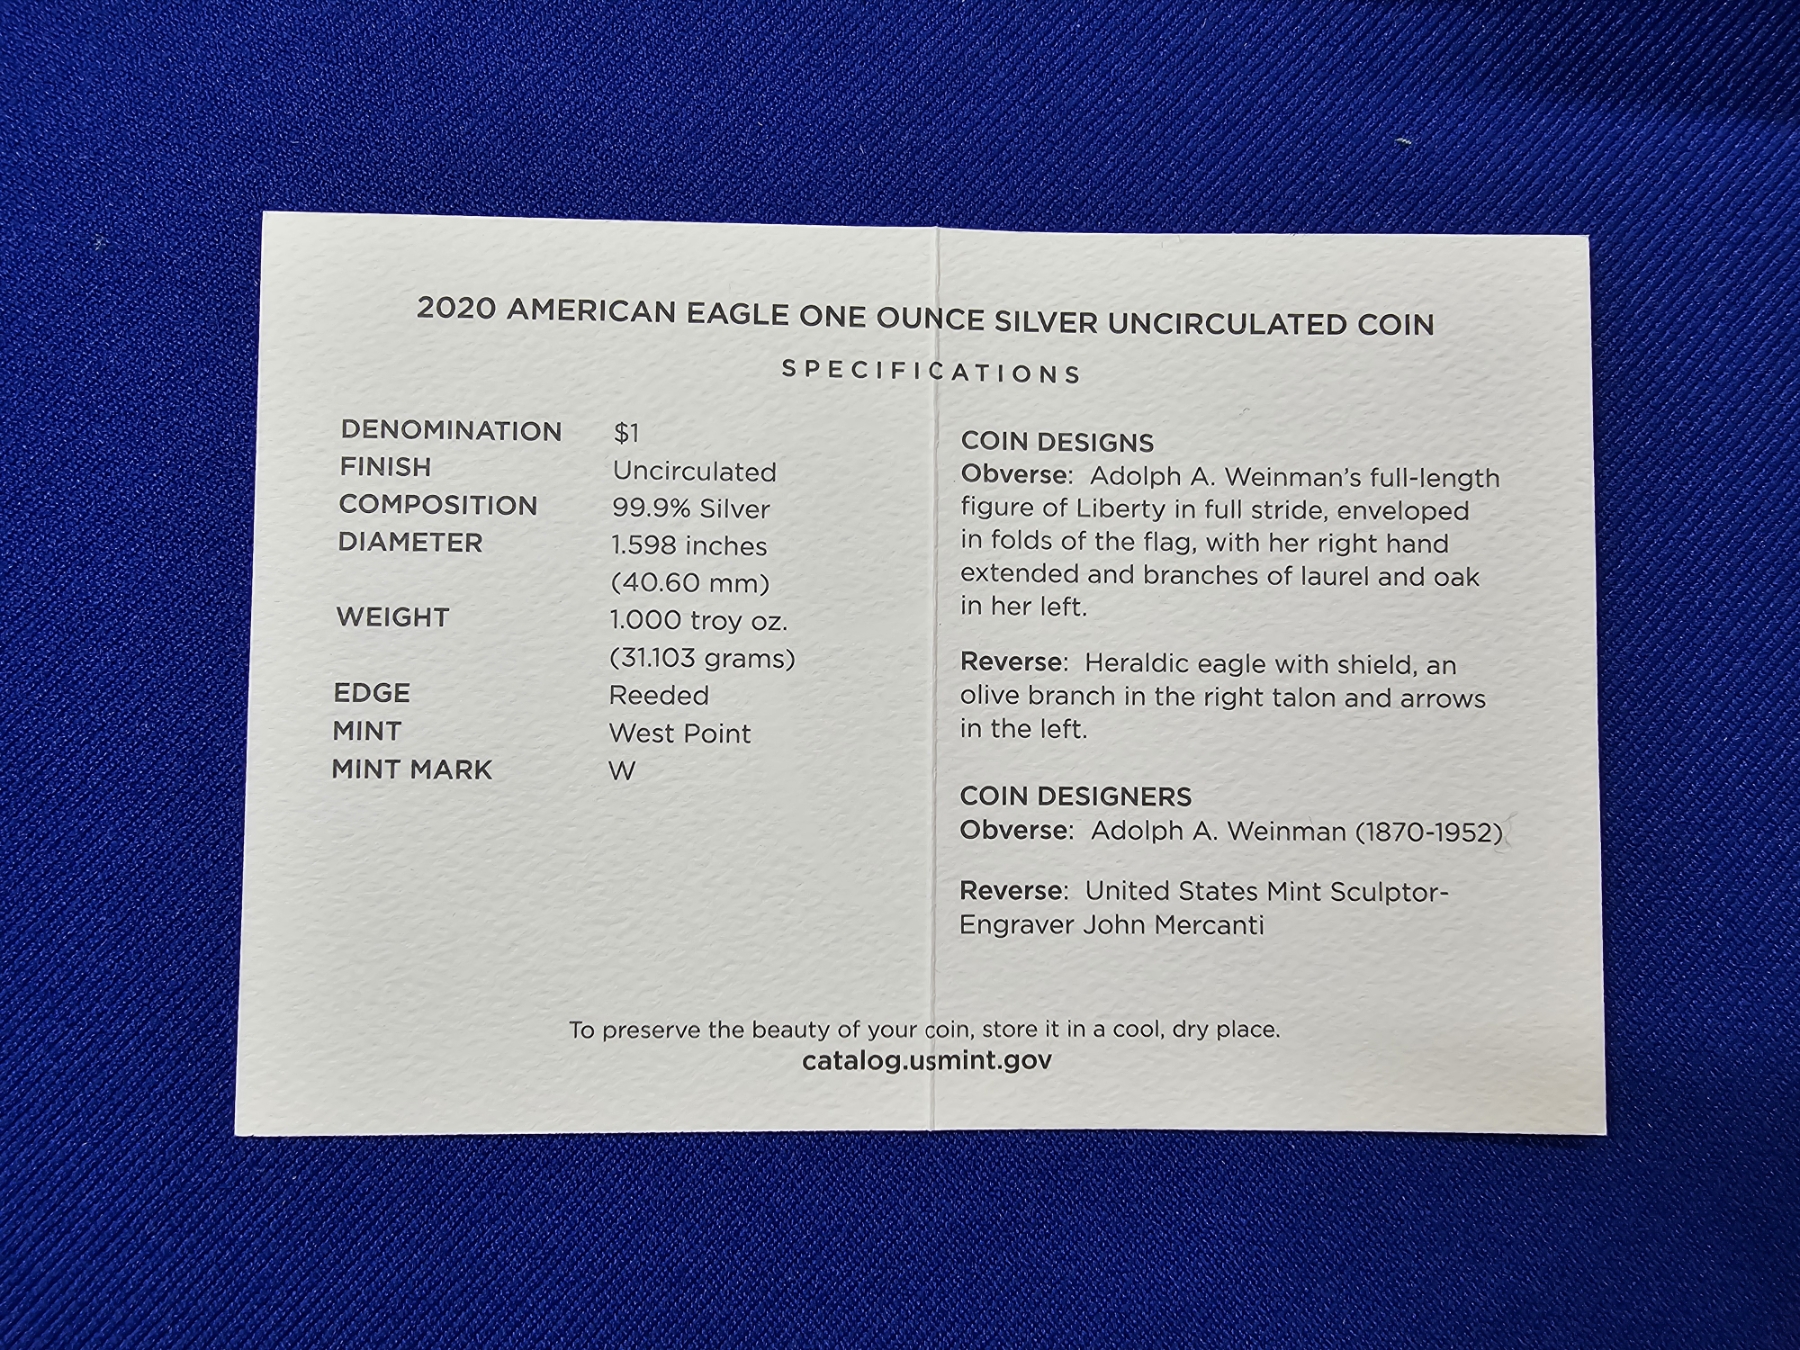 2020 AMERICAN EAGLE ONE OUNCE SILVER UNCIRCULATED COIN
SPECIFICATIONS
DENOMINATION $1
FINISH Uncirculated
COMPOSITION 99.9% Silver
DIAMETER 1.598 inches
(40.60 mm)
WEIGHT 1.000 troy oz.
(31.103 grams)
EDGE Reeded
MINT West Point
MINT MARK W
COIN DESIGNS
Obverse: Adolph A. Weinman's full-length
figure of Liberty in full stride, enveloped
in folds of the flag, with her right hand
extended and branches of laurel and oak
in her left.
Reverse: Heraldic eagle with shield, an
olive branch in the right talon and arrows
in the left.
COIN DESIGNERS
Obverse: Adolph A. Weinman (1870-1952)
Reverse: United States Mint Sculptor-
Engraver John Mercanti
To preserve the beauty of your coin, store it in a cool, dry place.
catalog.usmint.gov